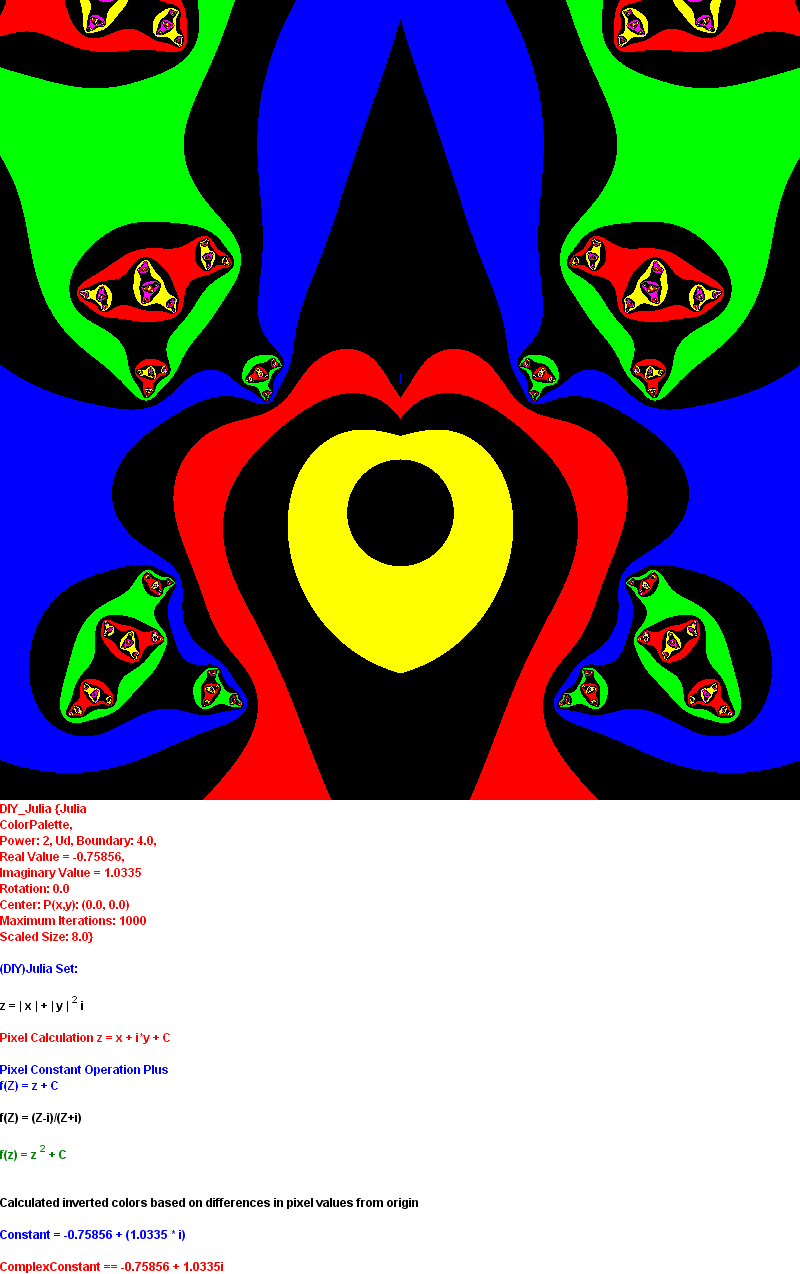 DIY_Julia {Julia
ColorPalette,
Power: 2, Ud, Boundary: 4.0,
Real Value = -0.75856,
Imaginary Value = 1.0335
Rotation: 0.0
Center: P(x,y): (0.0, 0.0)
Maximum Iterations: 1000
Scaled Size: 8.0}
(DIY)Julia Set:
z = | x | + | y | ² i
Pixel Calculation z = x + i*y + C
Pixel Constant Operation Plus
f(Z) = z + C
f(Z) = (Z-i)/(Z+i)
f(z) = z ² + C
Calculated inverted colors based on differences in pixel values from origin
Constant = -0.75856 + (1.0335 * i)
ComplexConstant == -0.75856 + 1.0335i